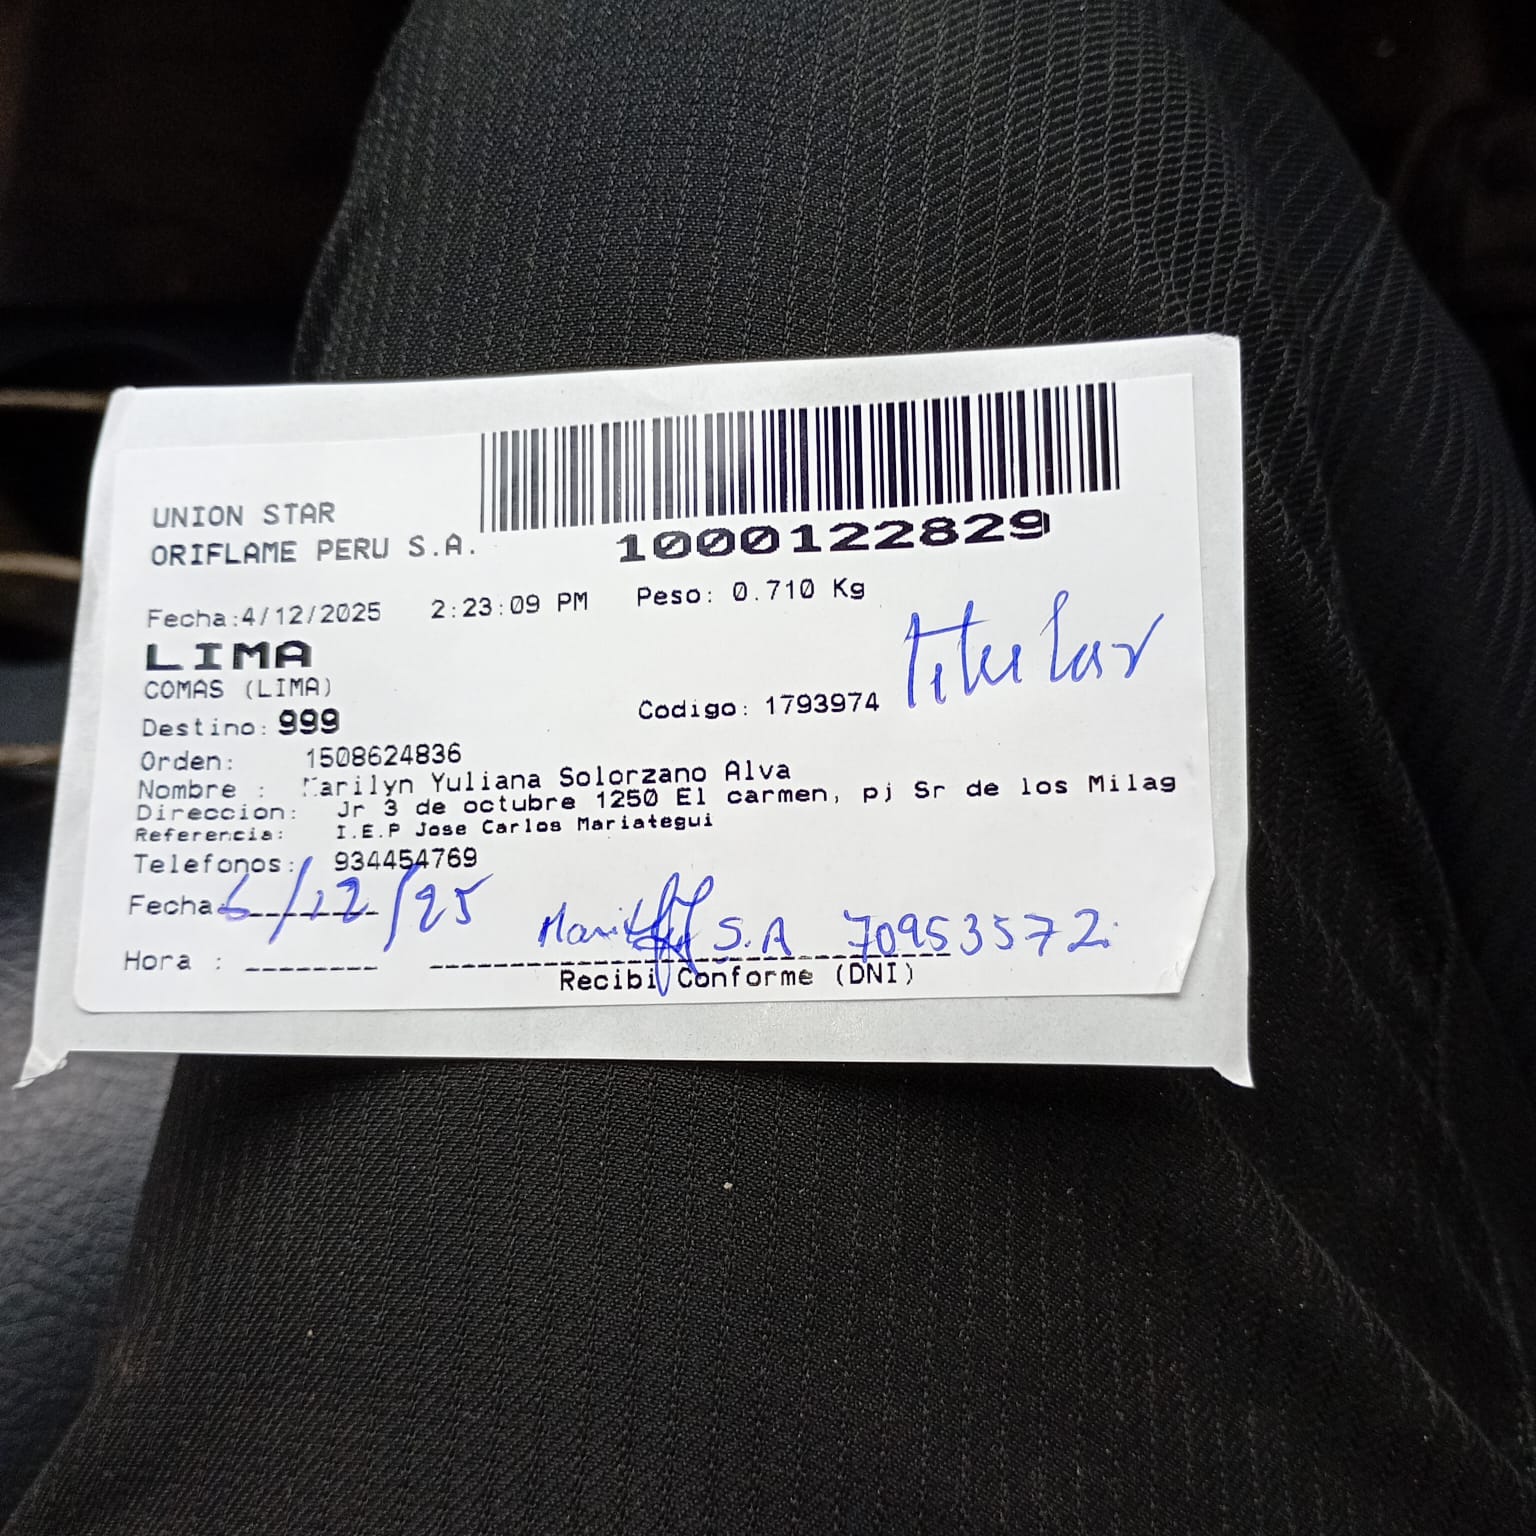 UNION STAR
ORIFLAME PERU S.A.
1000122829
Fecha:4/12/2025 2:23:09 PM Peso: 0.710 Kg
LIMA
COMAS (LIMA)
Titular
Destino: 999 Codigo: 1793974
Orden: 1508624836
Nombre : Marilyn Yuliana Solorzano Alva
Direccion: Jr 3 de octubre 1250 El carmen, pj Sr de los Milag
Referencia: I.E.P Jose Carlos Mariategui
Telefonos: 934454769
Fecha 6/12/25
S.A 70953572
Hora :
Recibi Conforme (DNI)